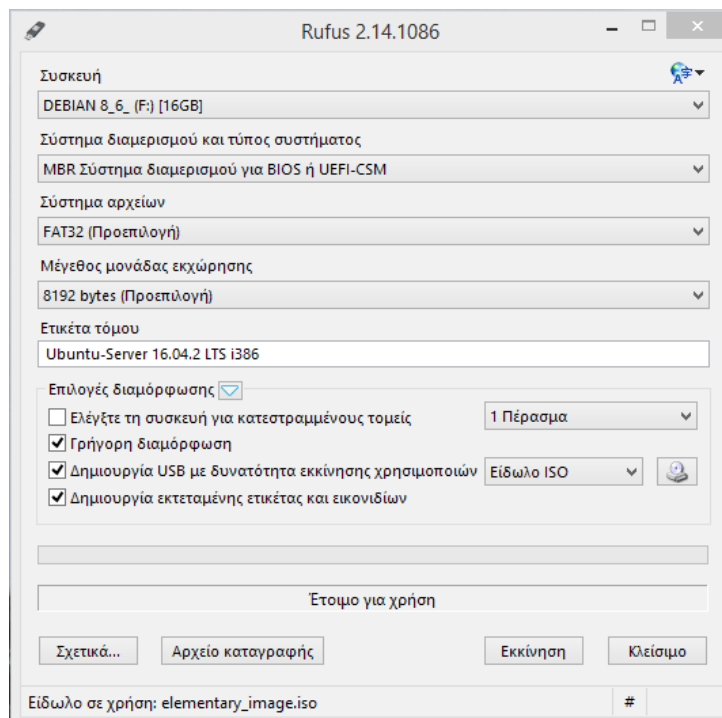 Rufus 2.14.1086
Συσκευή
DEBIAN 8_6_ (F:) [16GB]
Σύστημα διαμερισμού και τύπος συστήματος
MBR Σύστημα διαμερισμού για BIOS ή UEFI-CSM
Σύστημα αρχείων
FAT32 (Προεπιλογή)
Μέγεθος μονάδας εκχώρησης
8192 bytes (Προεπιλογή)
Ετικέτα τόμου
Ubuntu-Server 16.04.2 LTS i386
Επιλογές διαμόρφωσης
Ελέγξτε τη συσκευή για κατεστραμένους τομείς 1 Πέρασμα
Γρήγορη διαμόρφωση
Δημιουργία USB με δυνατότητα εκκίνησης χρησιμοποιών Είδωλο ISO
Δημιουργία εκτεταμένης ετικέτας και εικονιδίων
Έτοιμο για χρήση
Σχετικά... Αρχείο καταγραφής Εκκίνηση Κλείσιμο
Είδωλο σε χρήση: elementary_image.iso #